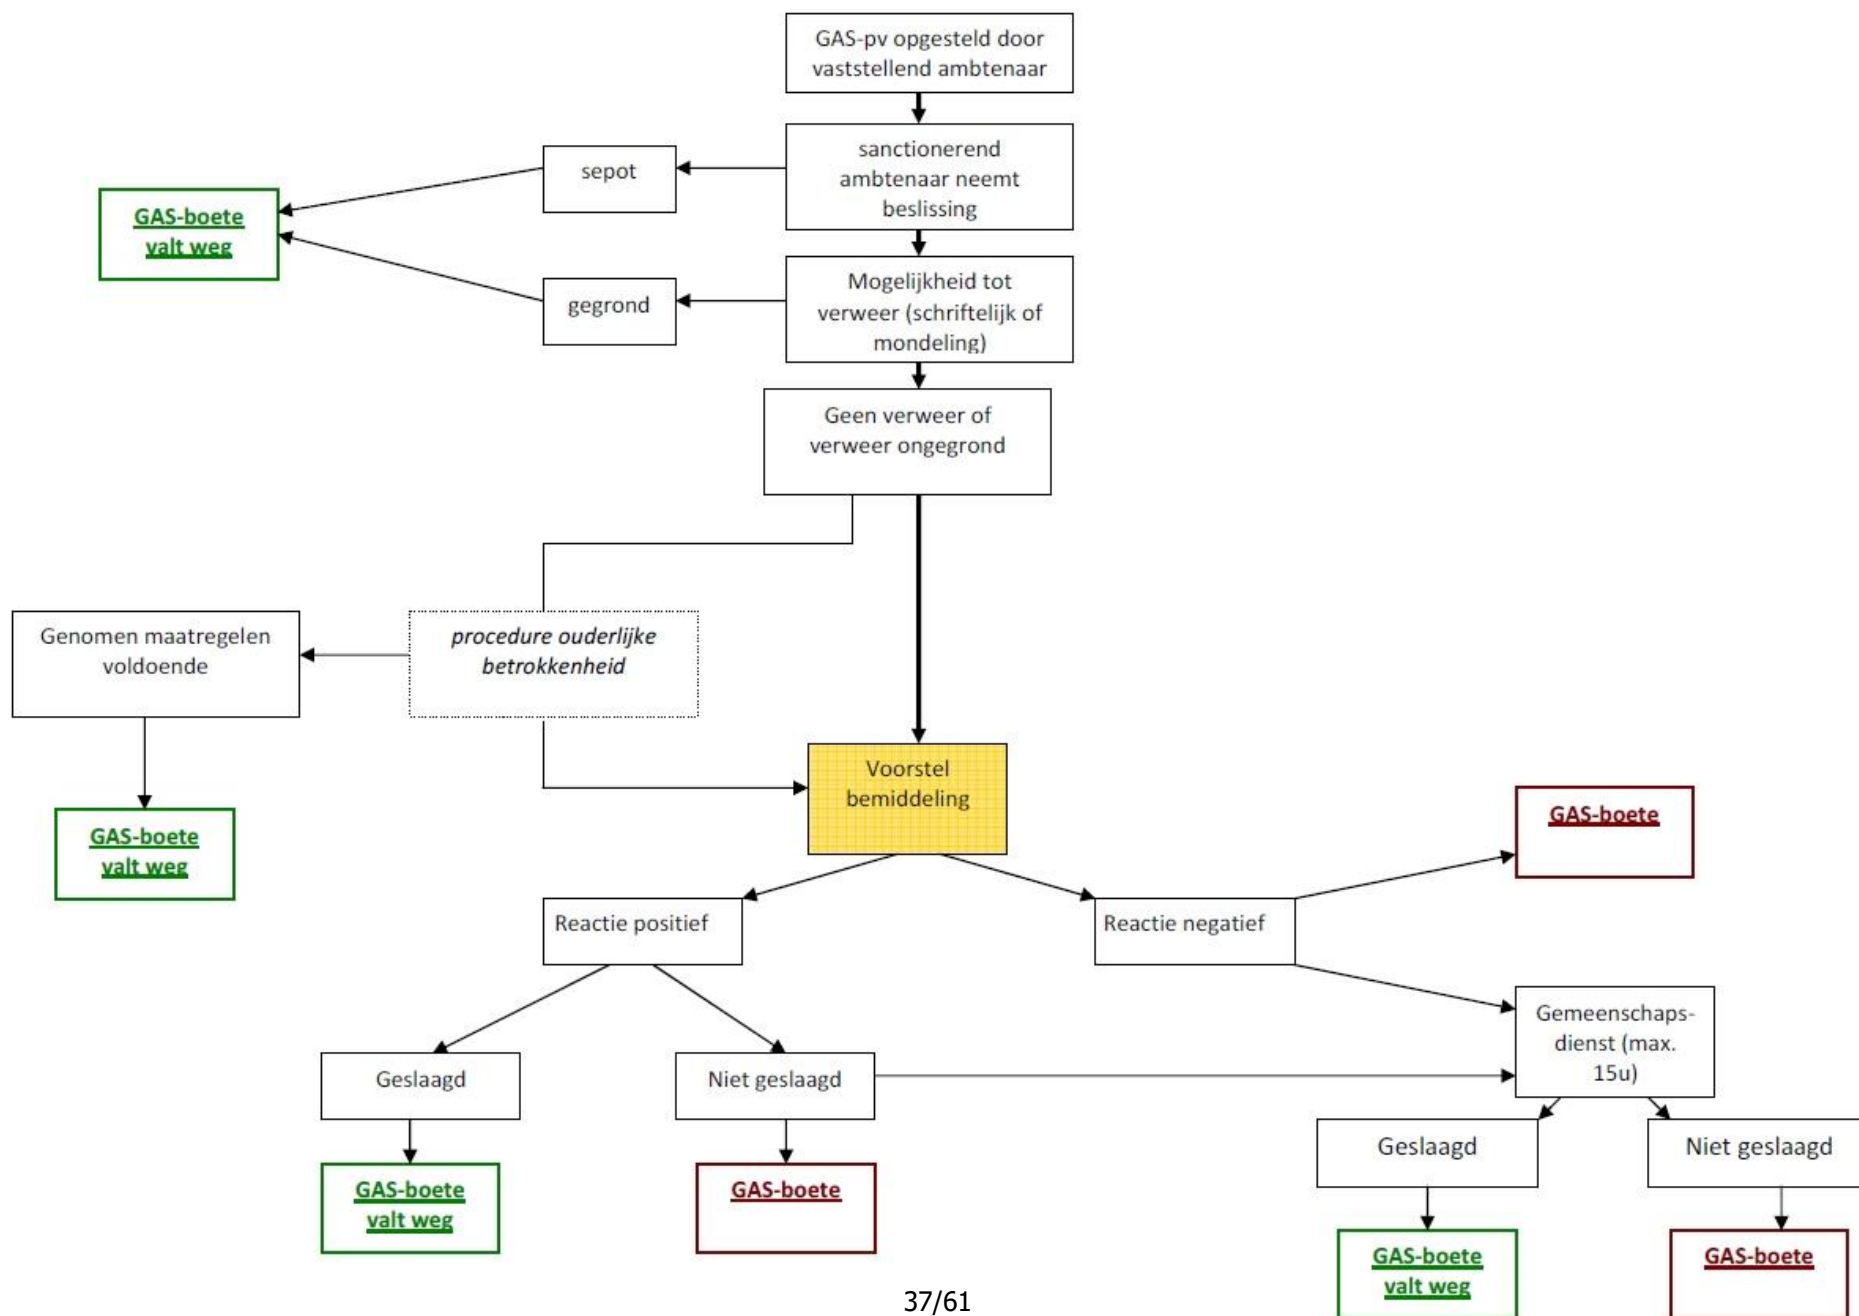 GAS-pv opgesteld door
vaststellend ambtenaar
sanctionerend
ambtenaar neemt
beslissing
sepot
GAS-boete
valt weg
Mogelijkheid tot
verweer (schriftelijk of
mondeling)
gegrond
Geen verweer of
verweer ongegrond
Genomen maatregelen
voldoende
procedure ouderlijke
betrokkenheid
Voorstel
bemiddeling
GAS-boete
valt weg
GAS-boete
Reactie positief
Reactie negatief
Gemeenschaps-
dienst (max.
15u)
Geslaagd
Niet geslaagd
Geslaagd
Niet geslaagd
GAS-boete
valt weg
GAS-boete
GAS-boete
valt weg
GAS-boete
37/61